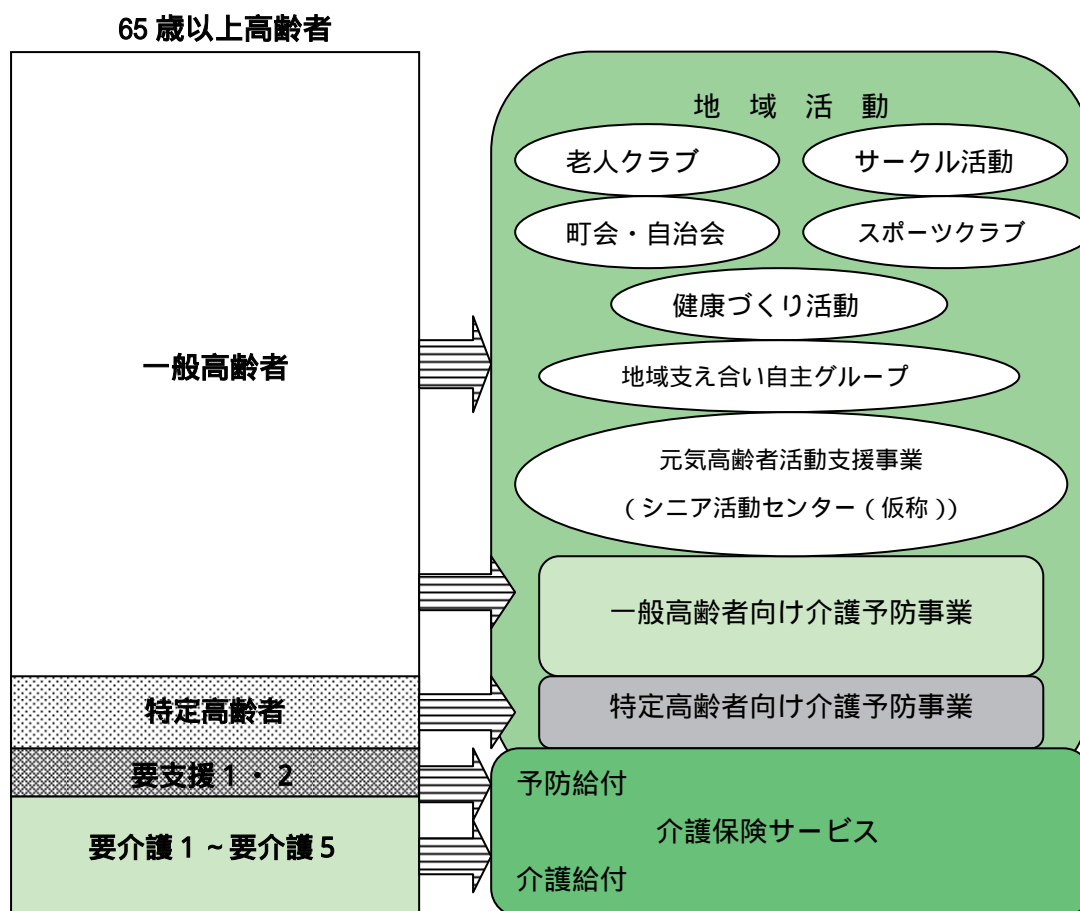 65 歳以上高齢者
一般高齢者
特定高齢者
要支援1 ・ 2
要介護1 ~要介護5
地 域 活 動
老人クラブ
サークル活動
町会・自治会
スポーツクラブ
健康づくり活動
地域支え合い自主グループ
元気高齢者活動支援事業
(シニア活動センター(仮称))
一般高齢者向け介護予防事業
特定高齢者向け介護予防事業
予防給付
介護保険サービス
介護給付